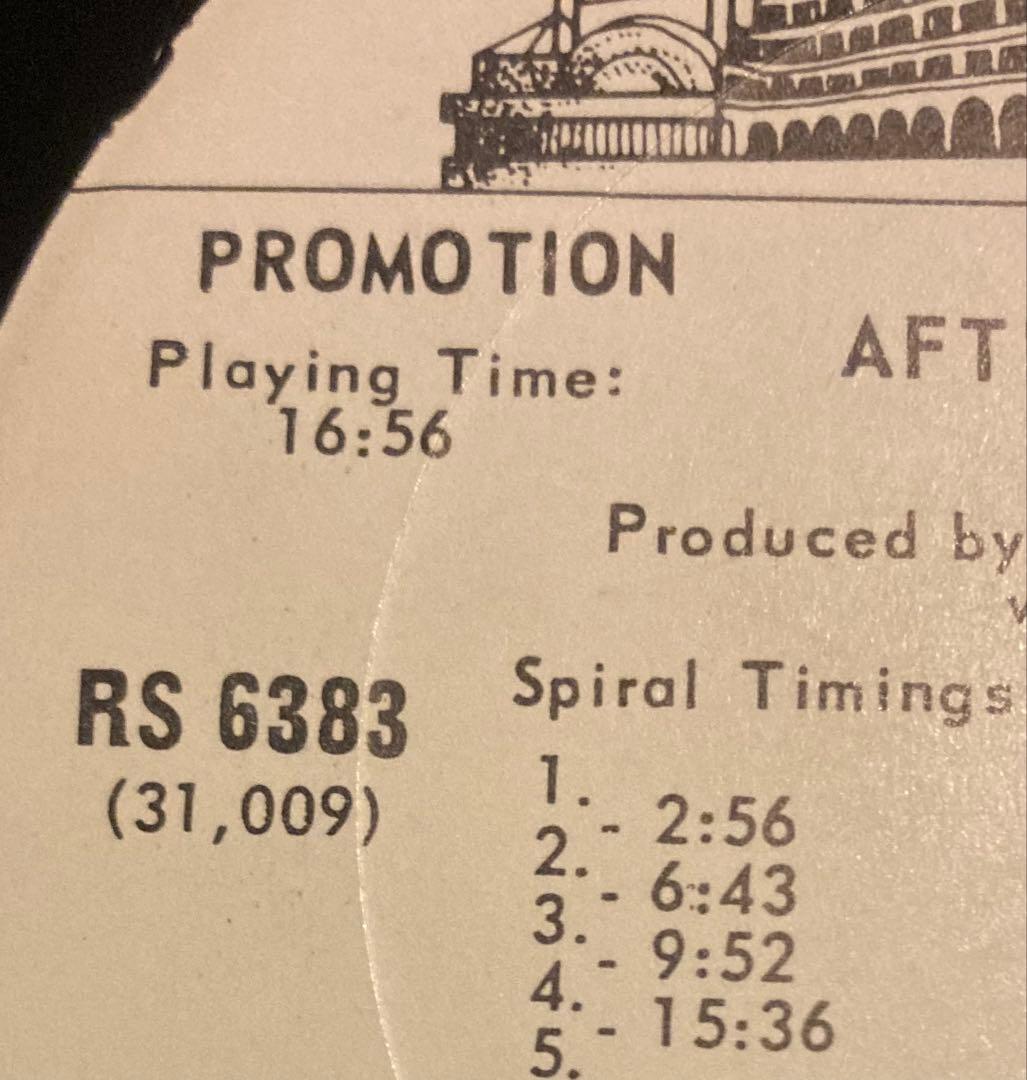 PROMOTION
AFT
Playing Time:
16:56
Produced by
RS 6383
(31,009)
Spiral Timings
1.
- 2:56
2.
- 6:43
3.
- 9:52
4.
- 15:36
5.